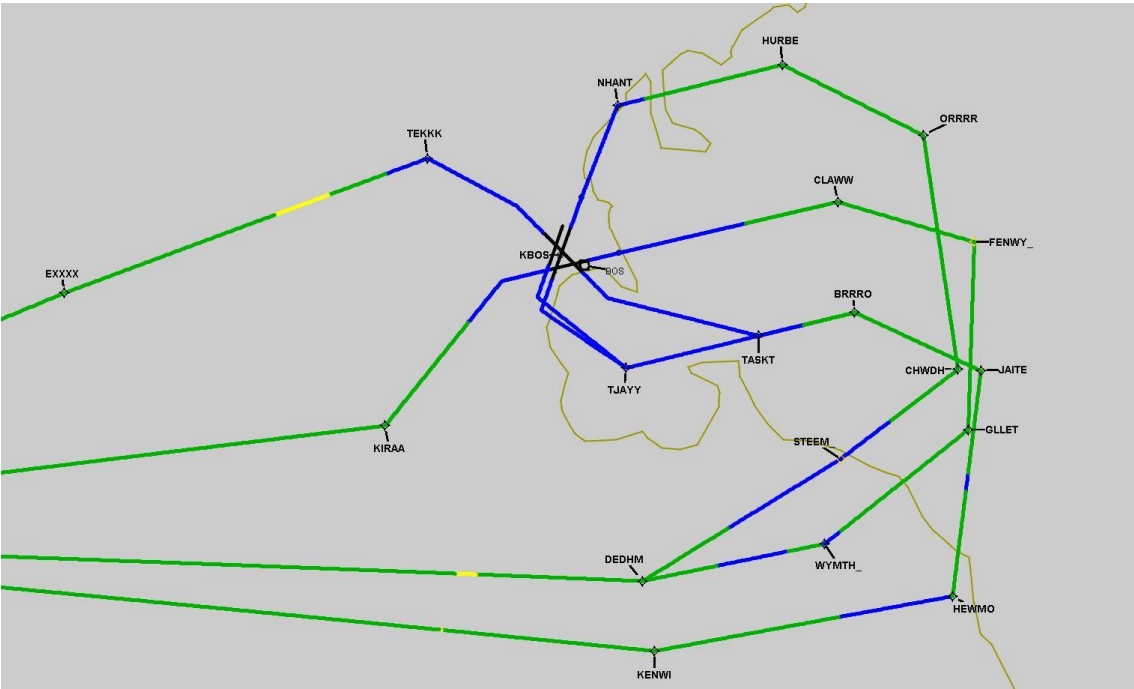 HURBE
NHANT
ORRRR
TEKKK
CLAWW
FENWY_
KBOS
BOS
EXXXX
BRRRO
TASKT
CHWDH
JAITE
TJAYY
GLLET
KIRAA
STEEM
DEDHM
WYMTH_
HEWMO
KENWI